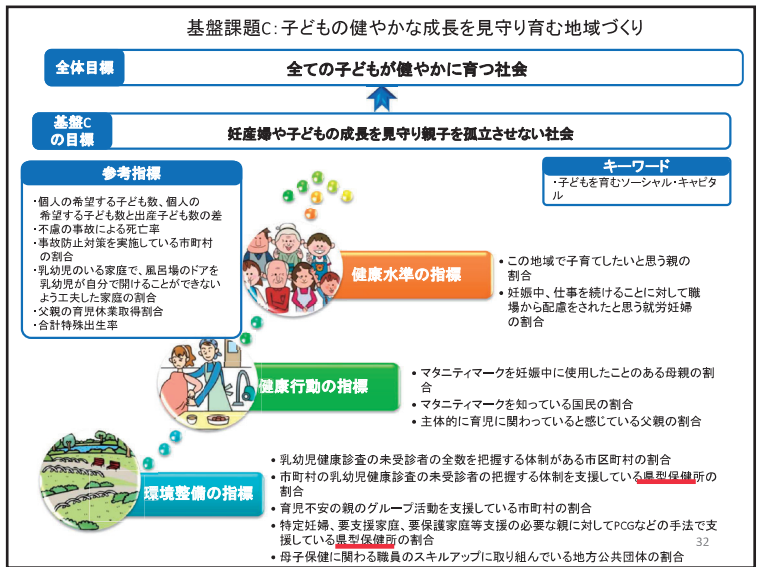 基盤課題C：子どもの健やかな成長を見守り育む地域づくり
全体目標
全ての子どもが健やかに育つ社会
基盤C
の目標
妊産婦や子どもの成長を見守り親子を孤立させない社会
参考指標
・個人の希望する子ども数、個人の
希望する子ども数と出産子ども数の差
・不慮の事故による死亡率
・事故防止対策を実施している市町村
の割合
・乳幼児のいる家庭で、風呂場のドアを
乳幼児が自分で開けることができない
よう工夫した家庭の割合
・父親の育児休業取得割合
・合計特殊出生率
キーワード
・子どもを育むソーシャル・キャピタ
ル
健康水準の指標
• この地域で子育てしたいと思う親の
割合
• 妊娠中、仕事を続けることに対して職
場から配慮をされたと思う就労妊婦
の割合
健康行動の指標
• マタニティマークを妊娠中に使用したことのある母親の割
合
• マタニティマークを知っている国民の割合
• 主体的に育児に関わっていると感じている父親の割合
環境整備の指標
• 乳幼児健康診査の未受診者の全数を把握する体制がある市区町村の割合
• 市町村の乳幼児健康診査の未受診者の把握する体制を支援している県型保健所の
割合
• 育児不安の親のグループ活動を支援している市町村の割合
• 特定妊婦、要支援家庭、要保護家庭等支援の必要な親に対してPCGなどの手法で支
援している県型保健所の割合
• 母子保健に関わる職員のスキルアップに取り組んでいる地方公共団体の割合
32